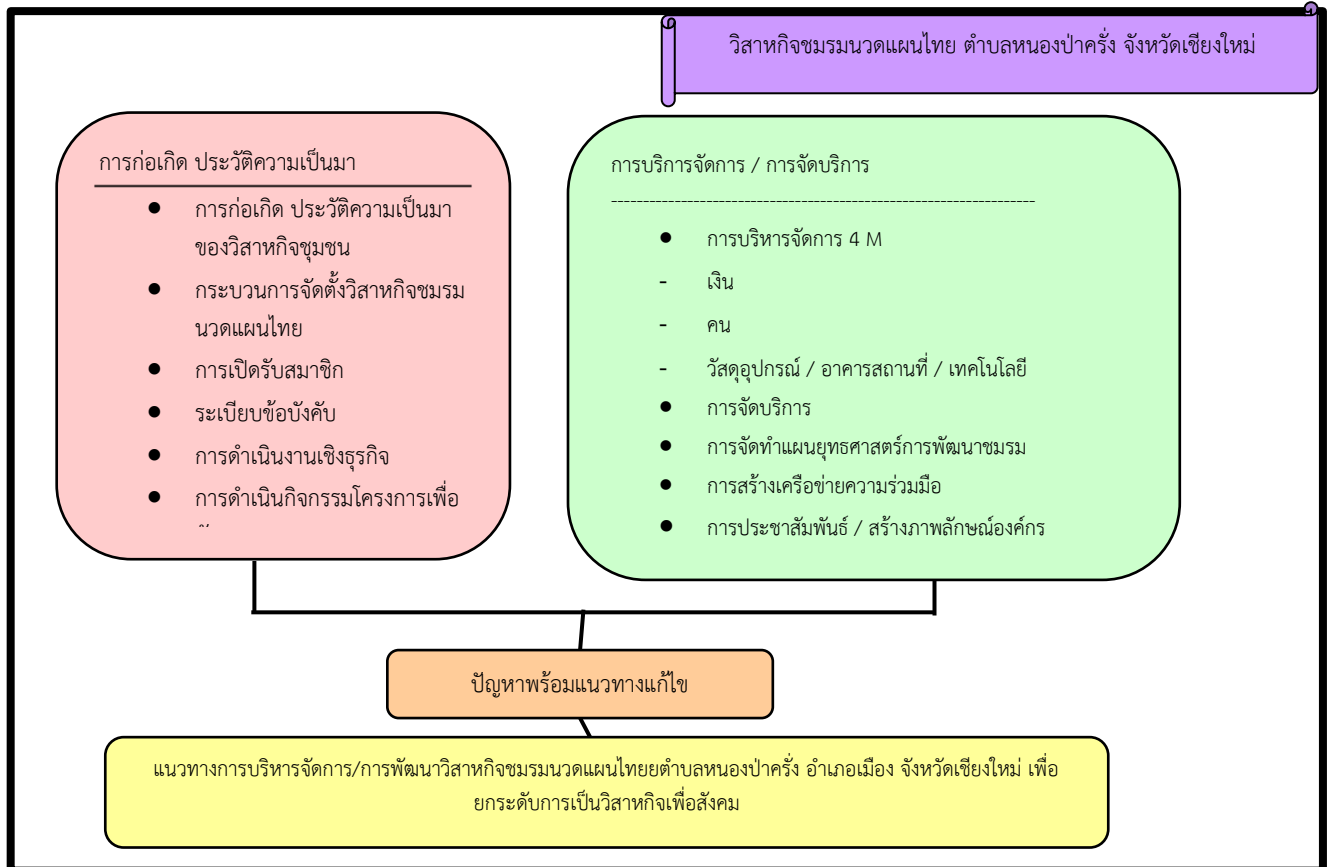 วิสาหกิจชมรมนวดแผนไทย ตำบลหนองป่าครั่ง จังหวัดเชียงใหม่
การก่อเกิด ประวัติความเป็นมา
● การก่อเกิด ประวัติความเป็นมา
ของวิสาหกิจชุมชน
● กระบวนการจัดตั้งวิสาหกิจชมรม
นวดแผนไทย
● การเปิดรับสมาชิก
● ระเบียบข้อบังคับ
● การดำเนินงานเชิงธุรกิจ
● การดำเนินกิจกรรมโครงการเพื่อ
การบริการจัดการ / การจัดบริการ
-------------------------------------------------------------------
● การบริหารจัดการ 4 M
- เงิน
- คน
- วัสดุอุปกรณ์ / อาคารสถานที่ / เทคโนโลยี
● การจัดบริการ
● การจัดทำแผนยุทธศาสตร์การพัฒนาชมรม
● การสร้างเครือข่ายความร่วมมือ
● การประชาสัมพันธ์ / สร้างภาพลักษณ์องค์กร
ปัญหาพร้อมแนวทางแก้ไข
แนวทางการบริหารจัดการ/การพัฒนาวิสาหกิจชมรมนวดแผนไทยยตำบลหนองป่าครั่ง อำเภอเมือง จังหวัดเชียงใหม่ เพื่อ
ยกระดับการเป็นวิสาหกิจเพื่อสังคม